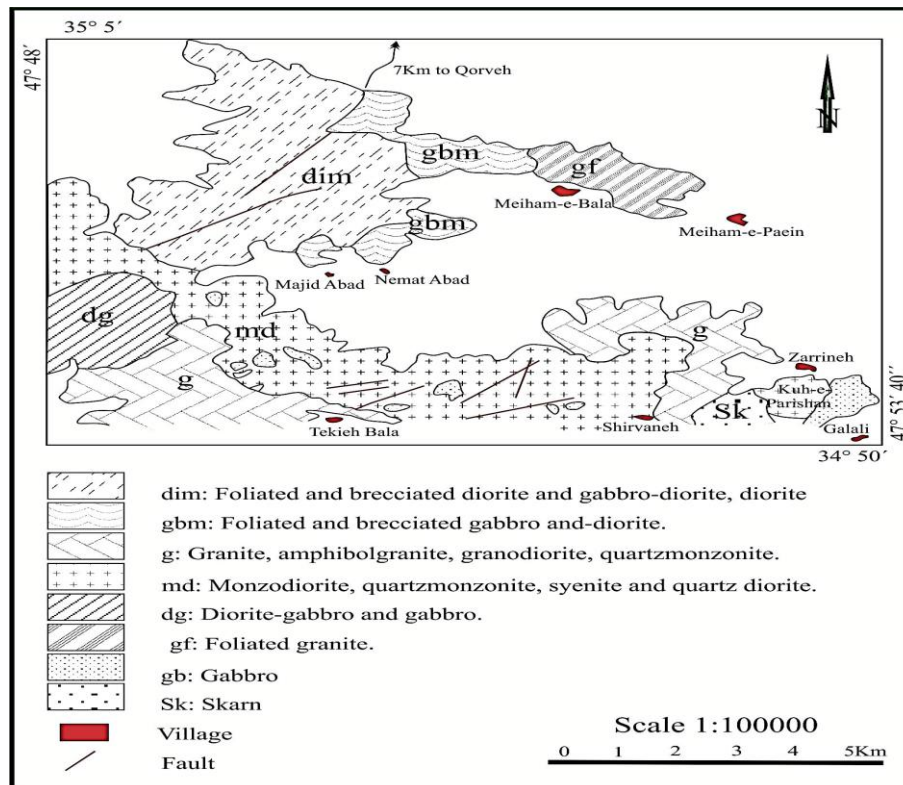 35° 5´
47° 48´
7Km to Qorveh
N
gbm
gf
dim
Meiham-e-Bala
gbm
Meiham-e-Paein
Majid Abad
Nemat Abad
dg
md
g
g
Zarrineh
Kuh-e-
Parishan
Sk
Tekieh Bala
Shirvaneh
Galali
47° 53´ 40´´
34° 50´
dim: Foliated and brecciated diorite and gabbro-diorite, diorite
gbm: Foliated and brecciated gabbro and-diorite.
g: Granite, amphibolgranite, granodiorite, quartzmonzonite.
md: Monzodiorite, quartzmonzonite, syenite and quartz diorite.
dg: Diorite-gabbro and gabbro.
gf: Foliated granite.
gb: Gabbro
Sk: Skarn
Village
Fault
Scale 1:100000
0 1 2 3 4 5Km